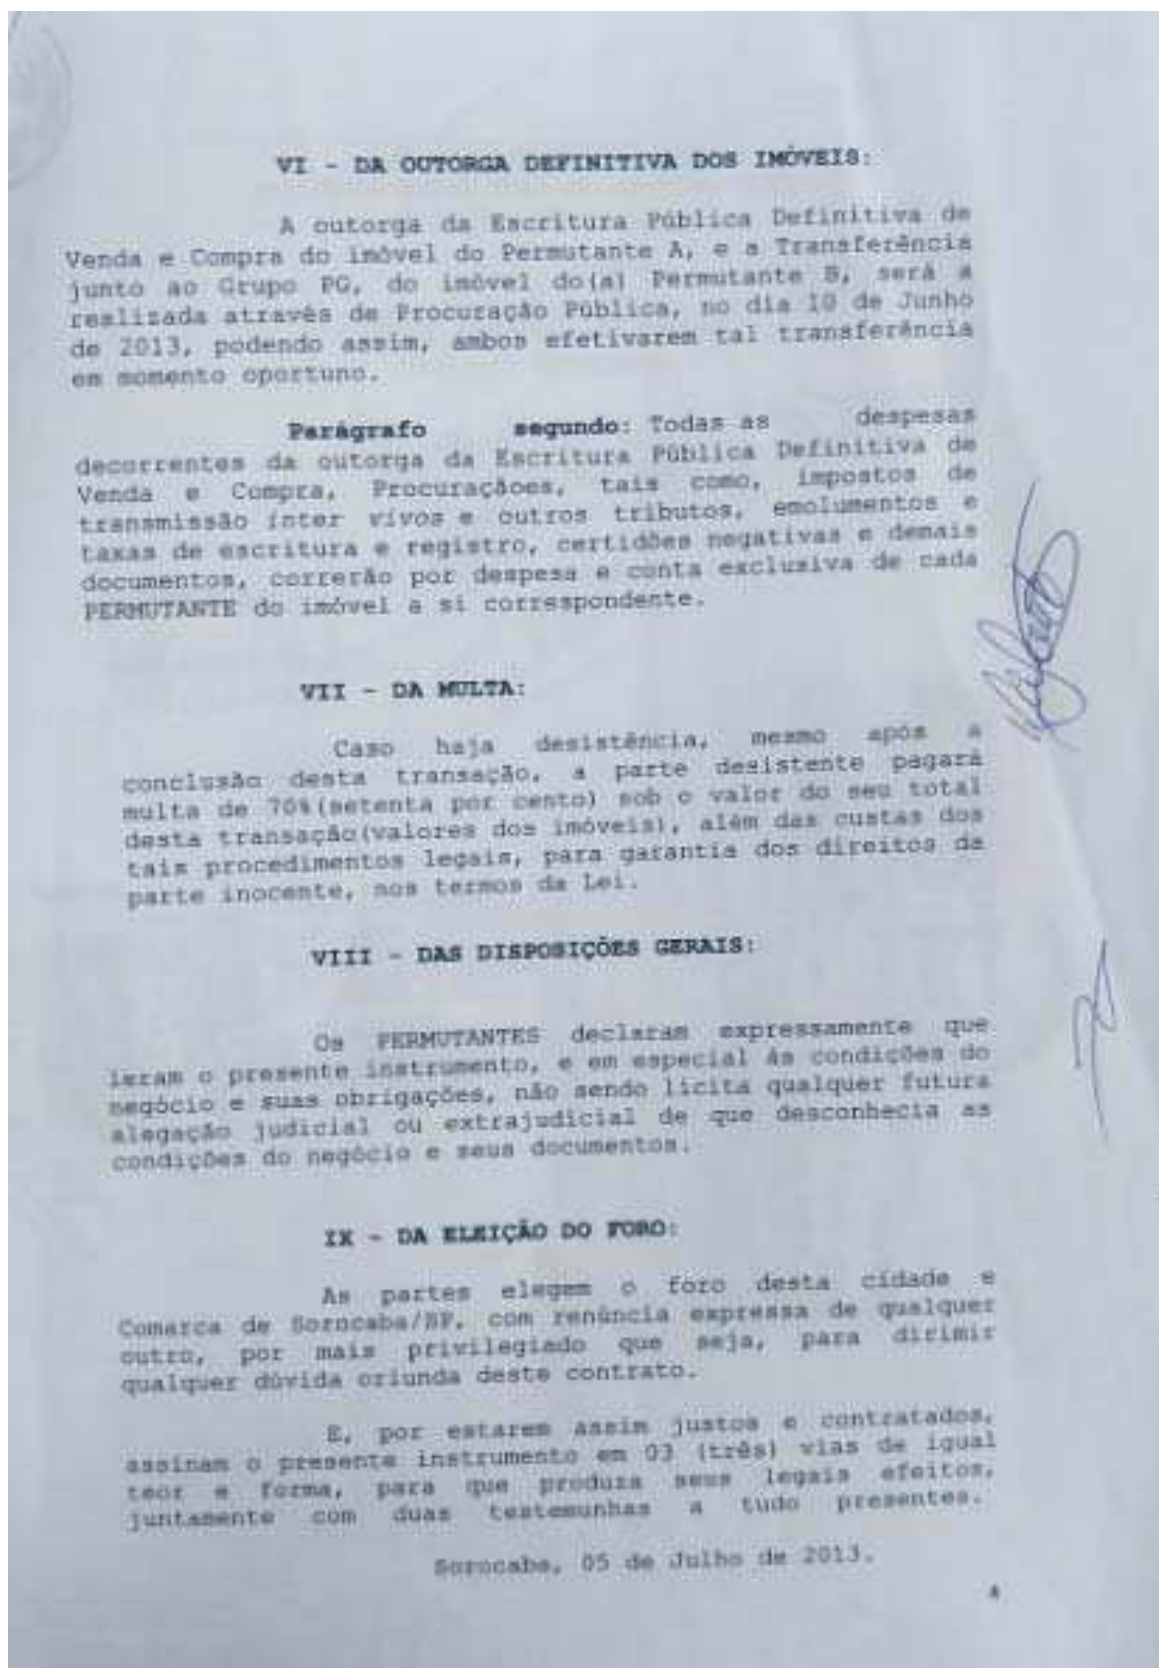 VI - DA OUTORGA DEFINITIVA DOS IMÓVEIS:
A outorga da Escritura Pública Definitiva de
Venda e Compra do imóvel do Permutante A, e a Transferência
junto ao Grupo PG, do imóvel do(a) Permutante B, será a
realizada através de Procuração Pública, no dia 10 de Junho
de 2013, podendo assim, ambos efetivarem tal transferência
em momento oportuno.
Parágrafo segundo: Todas as despesas
decorrentes da outorga da Escritura Pública Definitiva de
Venda e Compra, Procuraçãoes, tais como, impostos de
transmissão inter vivos e outros tributos, emolumentos e
taxas de escritura e registro, certidões negativas e demais
documentos, correrão por despesa e conta exclusiva de cada
PERMUTANTE do imóvel a si correspondente.
VII - DA MULTA:
Caso haja desistência, mesmo após a
conclusão desta transação, a parte desistente pagará
multa de 70%(setenta por cento) sob o valor do seu total
desta transação(valores dos imóveis), além das custas dos
tais procedimentos legais, para garantia dos direitos da
parte inocente, nos termos da Lei.
VIII - DAS DISPOSIÇÕES GERAIS:
Os PERMUTANTES declaram expressamente que
leram o presente instrumento, e em especial ás condições do
negócio e suas obrigações, não sendo lícita qualquer futura
alegação judicial ou extrajudicial de que desconhecia as
condições do negócio e seus documentos.
IX - DA ELEIÇÃO DO FORO:
As partes elegem o foro desta cidade e
Comarca de Sorocaba/SP, com renúncia expressa de qualquer
outro, por mais privilegiado que seja, para dirimir
qualquer dúvida oriunda deste contrato.
E, por estarem assim justos e contratados,
assinam o presente instrumento em 03 (três) vias de igual
teor e forma, para que produza seus legais efeitos,
juntamente com duas testemunhas a tudo presentes.
Sorocaba, 05 de Julho de 2013.
4